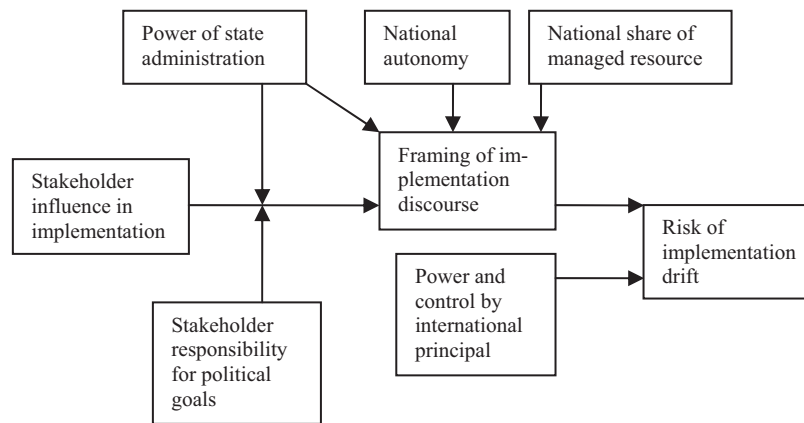 Power of state
administration
National
autonomy
National share of
managed resource
Framing of im-
plementation
discourse
Stakeholder
influence in
implementation
Risk of
implementation
drift
Power and
control by
international
principal
Stakeholder
responsibility
for political
goals